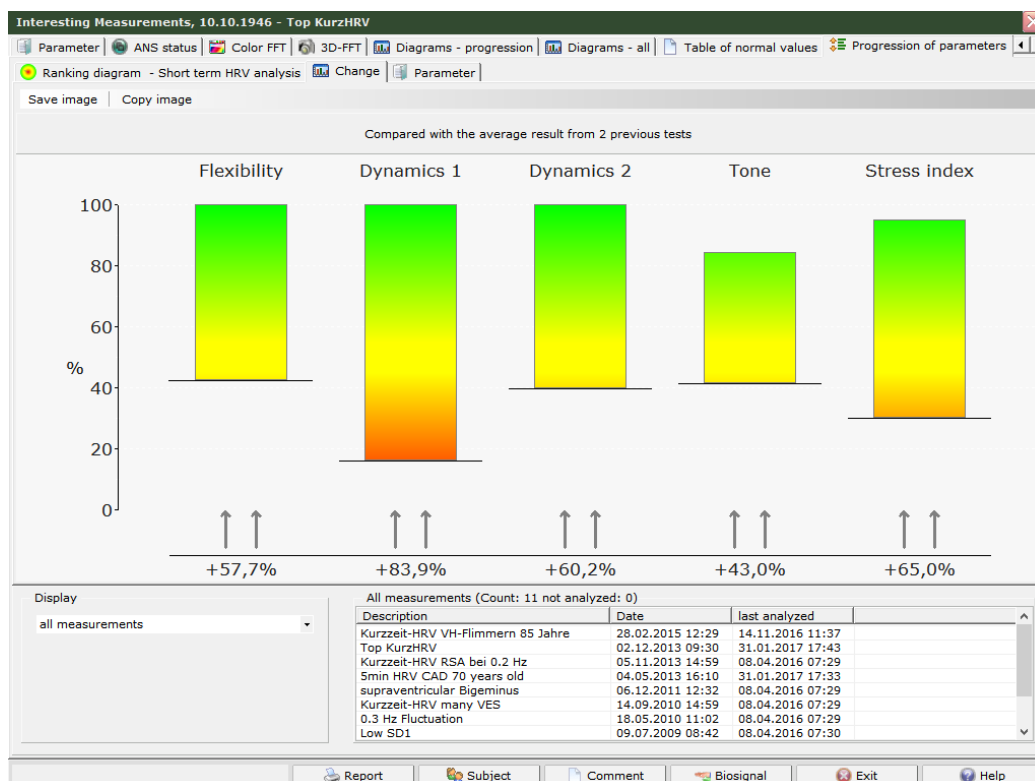 Interesting Measurements, 10.10.1946 - Top KurzHRV
Parameter ANS status Color FFT 3D-FFT Diagrams - progression Diagrams - all Table of normal values Progression of parameters
Ranking diagram - Short term HRV analysis Change Parameter
Save image Copy image
Compared with the average result from 2 previous tests
Flexibility Dynamics 1 Dynamics 2 Tone Stress index
100
80
60
%
40
20
0
+57,7% +83,9% +60,2% +43,0% +65,0%
Display
all measurements
All measurements (Count: 11 not analyzed: 0)
Description Date last analyzed
Kurzzeit-HRV VH-Flimmern 85 Jahre 28.02.2015 12:29 14.11.2016 11:37
Top KurzHRV 02.12.2013 09:30 31.01.2017 17:43
Kurzzeit-HRV RSA bei 0.2 Hz 05.11.2013 14:59 08.04.2016 07:29
5min HRV CAD 70 years old 04.05.2013 16:10 31.01.2017 17:33
supraventricular Bigeminus 06.12.2011 12:32 08.04.2016 07:29
Kurzzeit-HRV many VES 14.09.2010 14:59 08.04.2016 07:29
0.3 Hz Fluctuation 18.05.2010 11:02 08.04.2016 07:29
Low SD1 09.07.2009 08:42 08.04.2016 07:30
Report Subject Comment Biosignal Exit Help